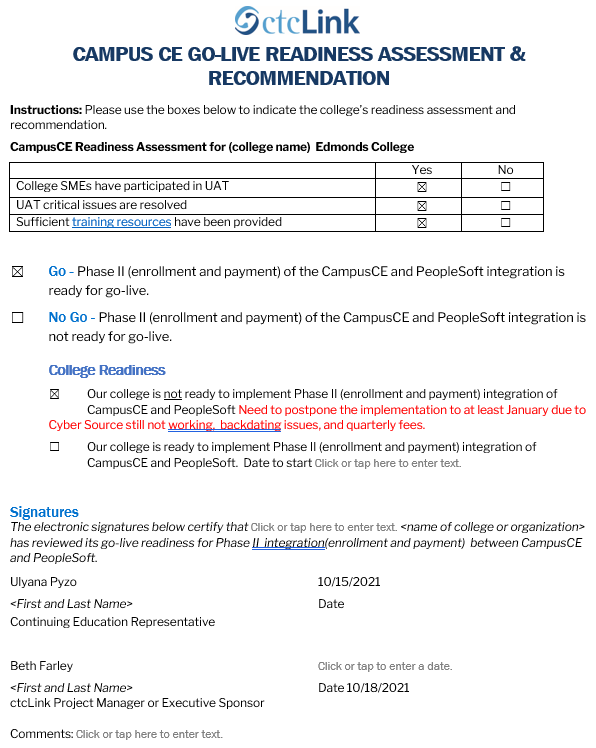 ctcLink
CAMPUS CE GO-LIVE READINESS ASSESSMENT &
RECOMMENDATION
Instructions: Please use the boxes below to indicate the college's readiness assessment and
recommendation.
CampusCE Readiness Assessment for (college name)  Edmonds College
Yes No
College SMEs have participated in UAT ☒ ☐
UAT critical issues are resolved ☒ ☐
Sufficient training resources have been provided ☒ ☐
☒ Go - Phase II (enrollment and payment) of the CampusCE and PeopleSoft integration is
ready for go-live.
☐ No Go - Phase II (enrollment and payment) of the CampusCE and PeopleSoft integration is
not ready for go-live.
College Readiness
☒ Our college is not ready to implement Phase II (enrollment and payment) integration of
CampusCE and PeopleSoft Need to postpone the implementation to at least January due to
Cyber Source still not working, backdating issues, and quarterly fees.
☐ Our college is ready to implement Phase II (enrollment and payment) integration of
CampusCE and PeopleSoft.  Date to start Click or tap here to enter text.
Signatures
The electronic signatures below certify that Click or tap here to enter text. <name of college or organization>
has reviewed its go-live readiness for Phase II integration(enrollment and payment)  between CampusCE
and PeopleSoft.
Ulyana Pyzo 10/15/2021
<First and Last Name> Date
Continuing Education Representative
Beth Farley Click or tap to enter a date.
<First and Last Name> Date 10/18/2021
ctcLink Project Manager or Executive Sponsor
Comments: Click or tap here to enter text.